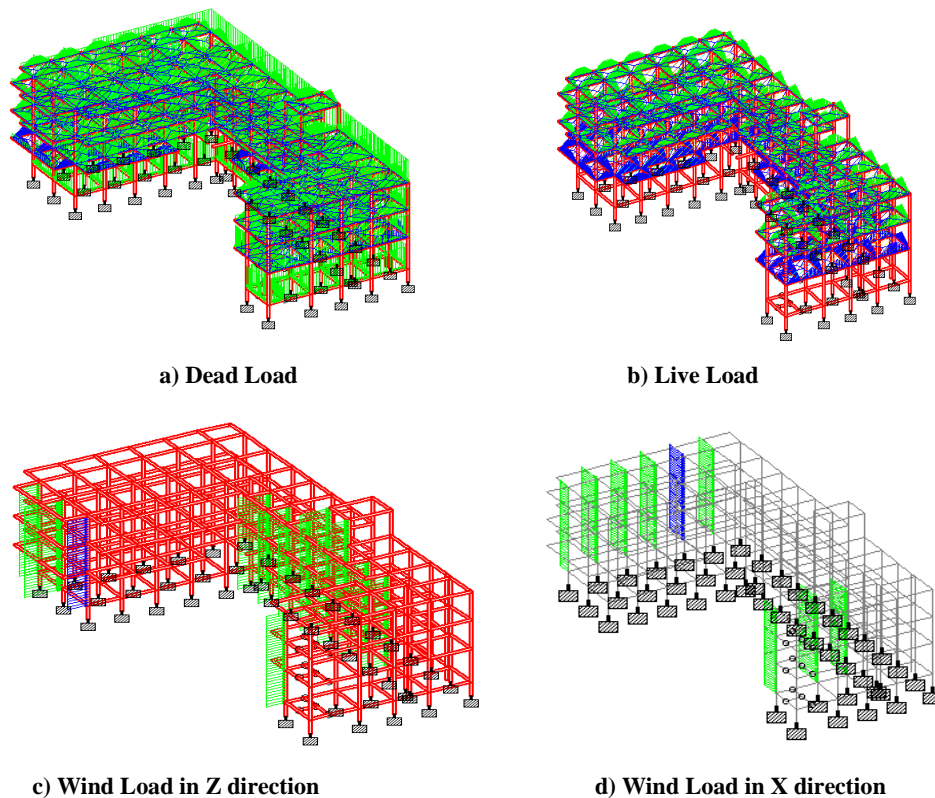 a) Dead Load
b) Live Load
c) Wind Load in Z direction
d) Wind Load in X direction